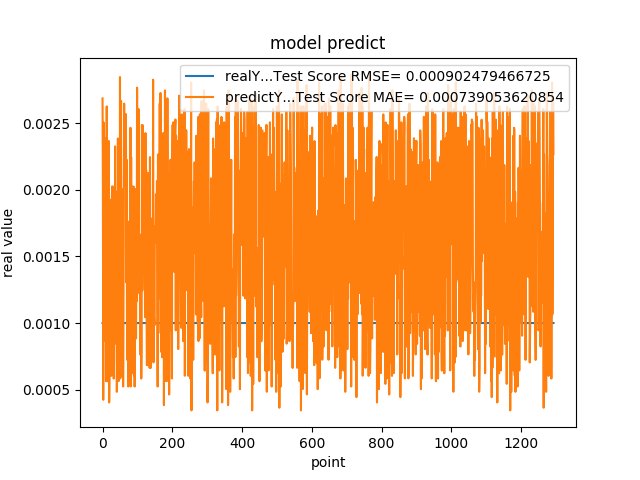 model predict
realY...Test Score RMSE= 0.000902479466725
predictY...Test Score MAE= 0.000739053620854
0.0025
0.0020
0.0015
0.0010
0.0005
real value
0 200 400 600 800 1000 1200
point